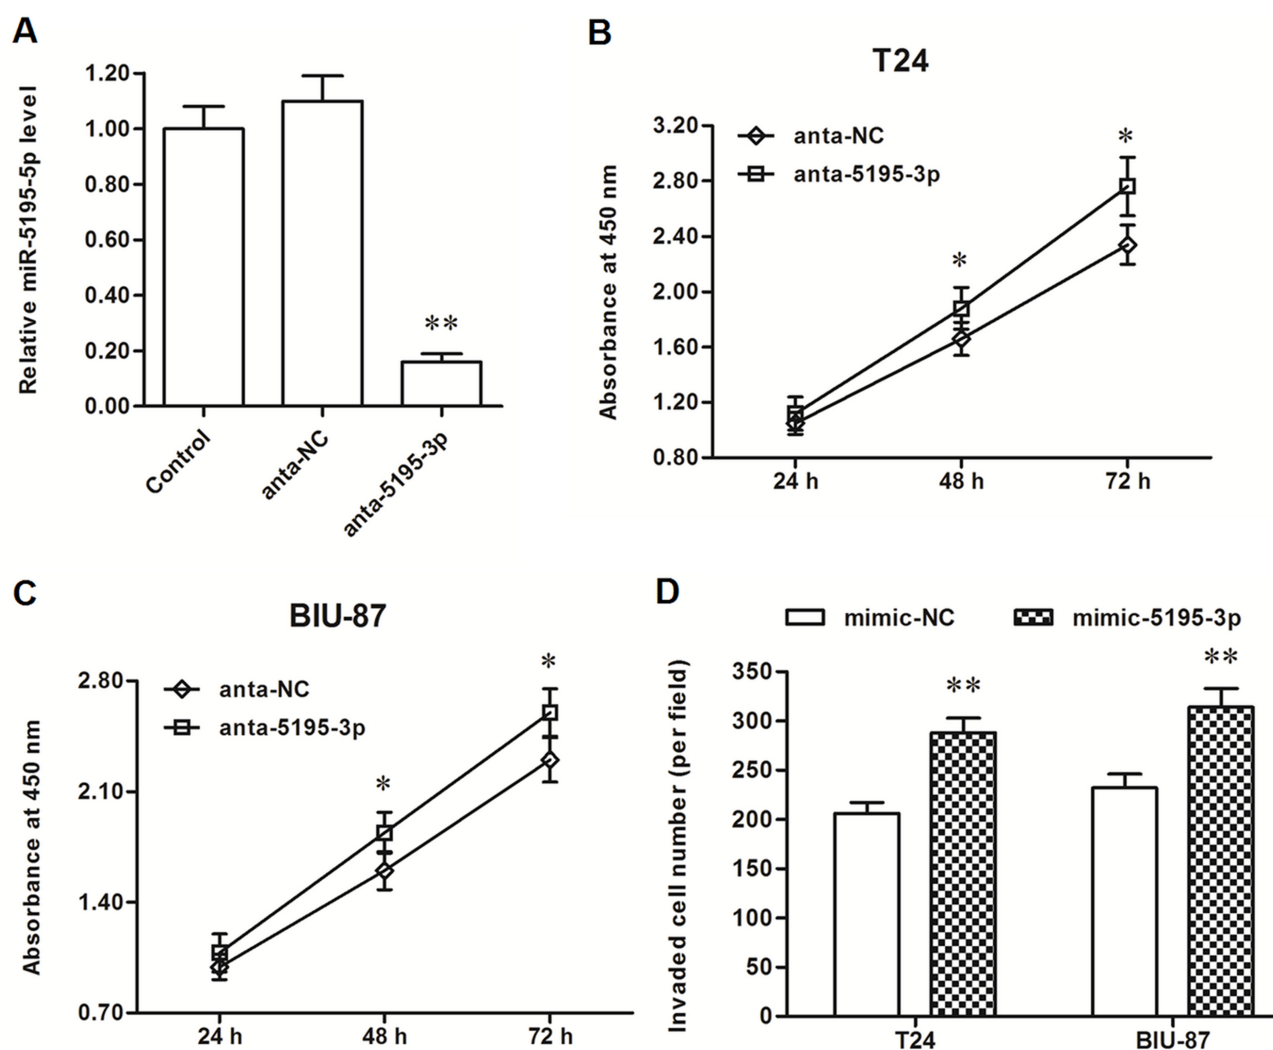 A
Relative miR-5195-5p level
1.20
1.00
0.80
0.60
0.40
0.20
0.00
**
Control
anta-NC
anta-5195-3p
B
T24
Absorbance at 450 nm
anta-NC
anta-5195-3p
3.20
2.80
2.40
2.00
1.60
1.20
0.80
*
*
24 h
48 h
72 h
C
BIU-87
Absorbance at 450 nm
anta-NC
anta-5195-3p
2.80
2.10
1.40
0.70
*
*
24 h
48 h
72 h
D
mimic-NC
mimic-5195-3p
Invaded cell number (per field)
350
300
250
200
150
100
50
0
**
**
T24
BIU-87